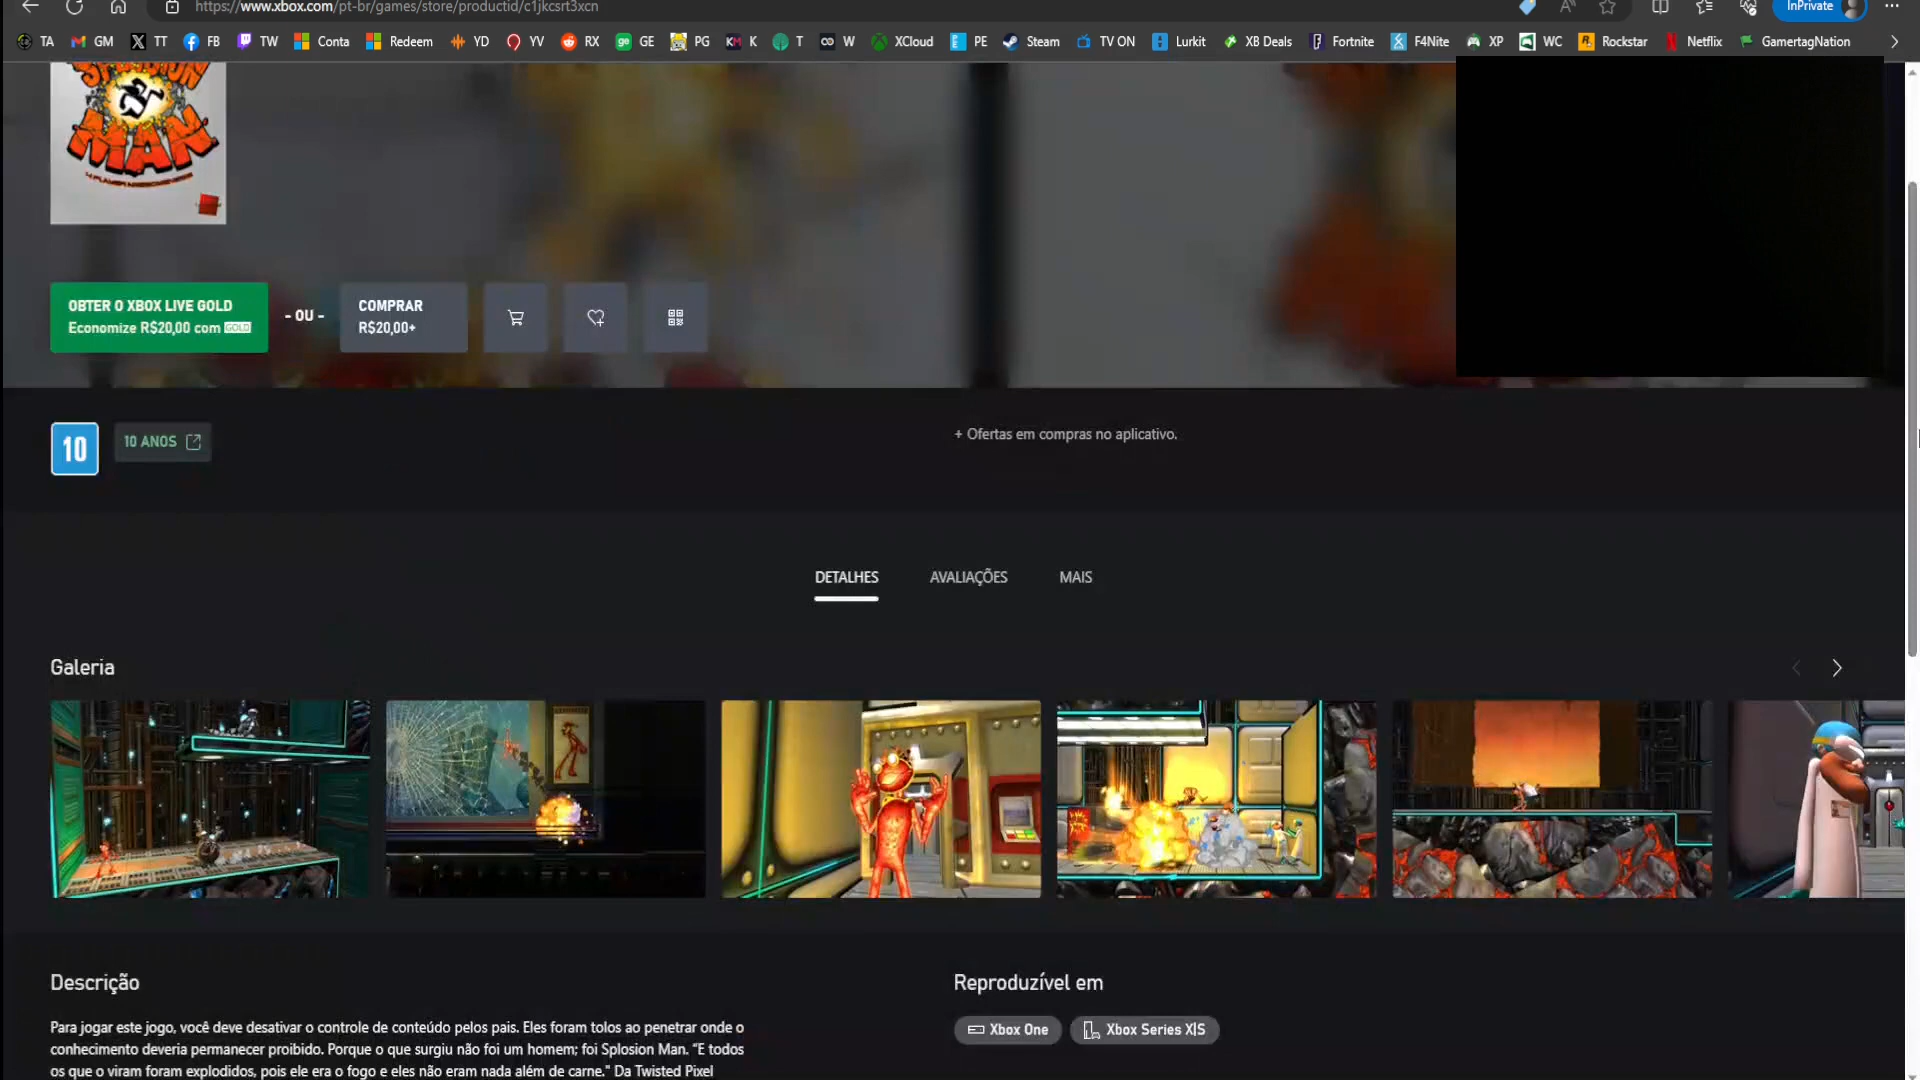 https://www.xbox.com/pt-br/games/store/productid/c1jkcsrt3xcn
InPrivate
TA GM TT FB TW Conta Redeem YD YV RX GE PG K T W XCloud PE Steam TV ON Lurkit XB Deals Fortnite F4Nite XP WC Rockstar Netflix GamertagNation
MAN
OBTER O XBOX LIVE GOLD
Economize R$20,00 com GOLD
- OU -
COMPRAR
R$20,00+
10
10 ANOS
+ Ofertas em compras no aplicativo.
DETALHES AVALIAÇÕES MAIS
Galeria
Descrição
Para jogar este jogo, você deve desativar o controle de conteúdo pelos pais. Eles foram tolos ao penetrar onde o
conhecimento deveria permanecer proibido. Porque o que surgiu não foi um homem; foi Splosion Man. "E todos
os que o viram foram explodidos, pois ele era o fogo e eles não eram nada além de carne." Da Twisted Pixel
Reproduzível em
Xbox One
Xbox Series X|S